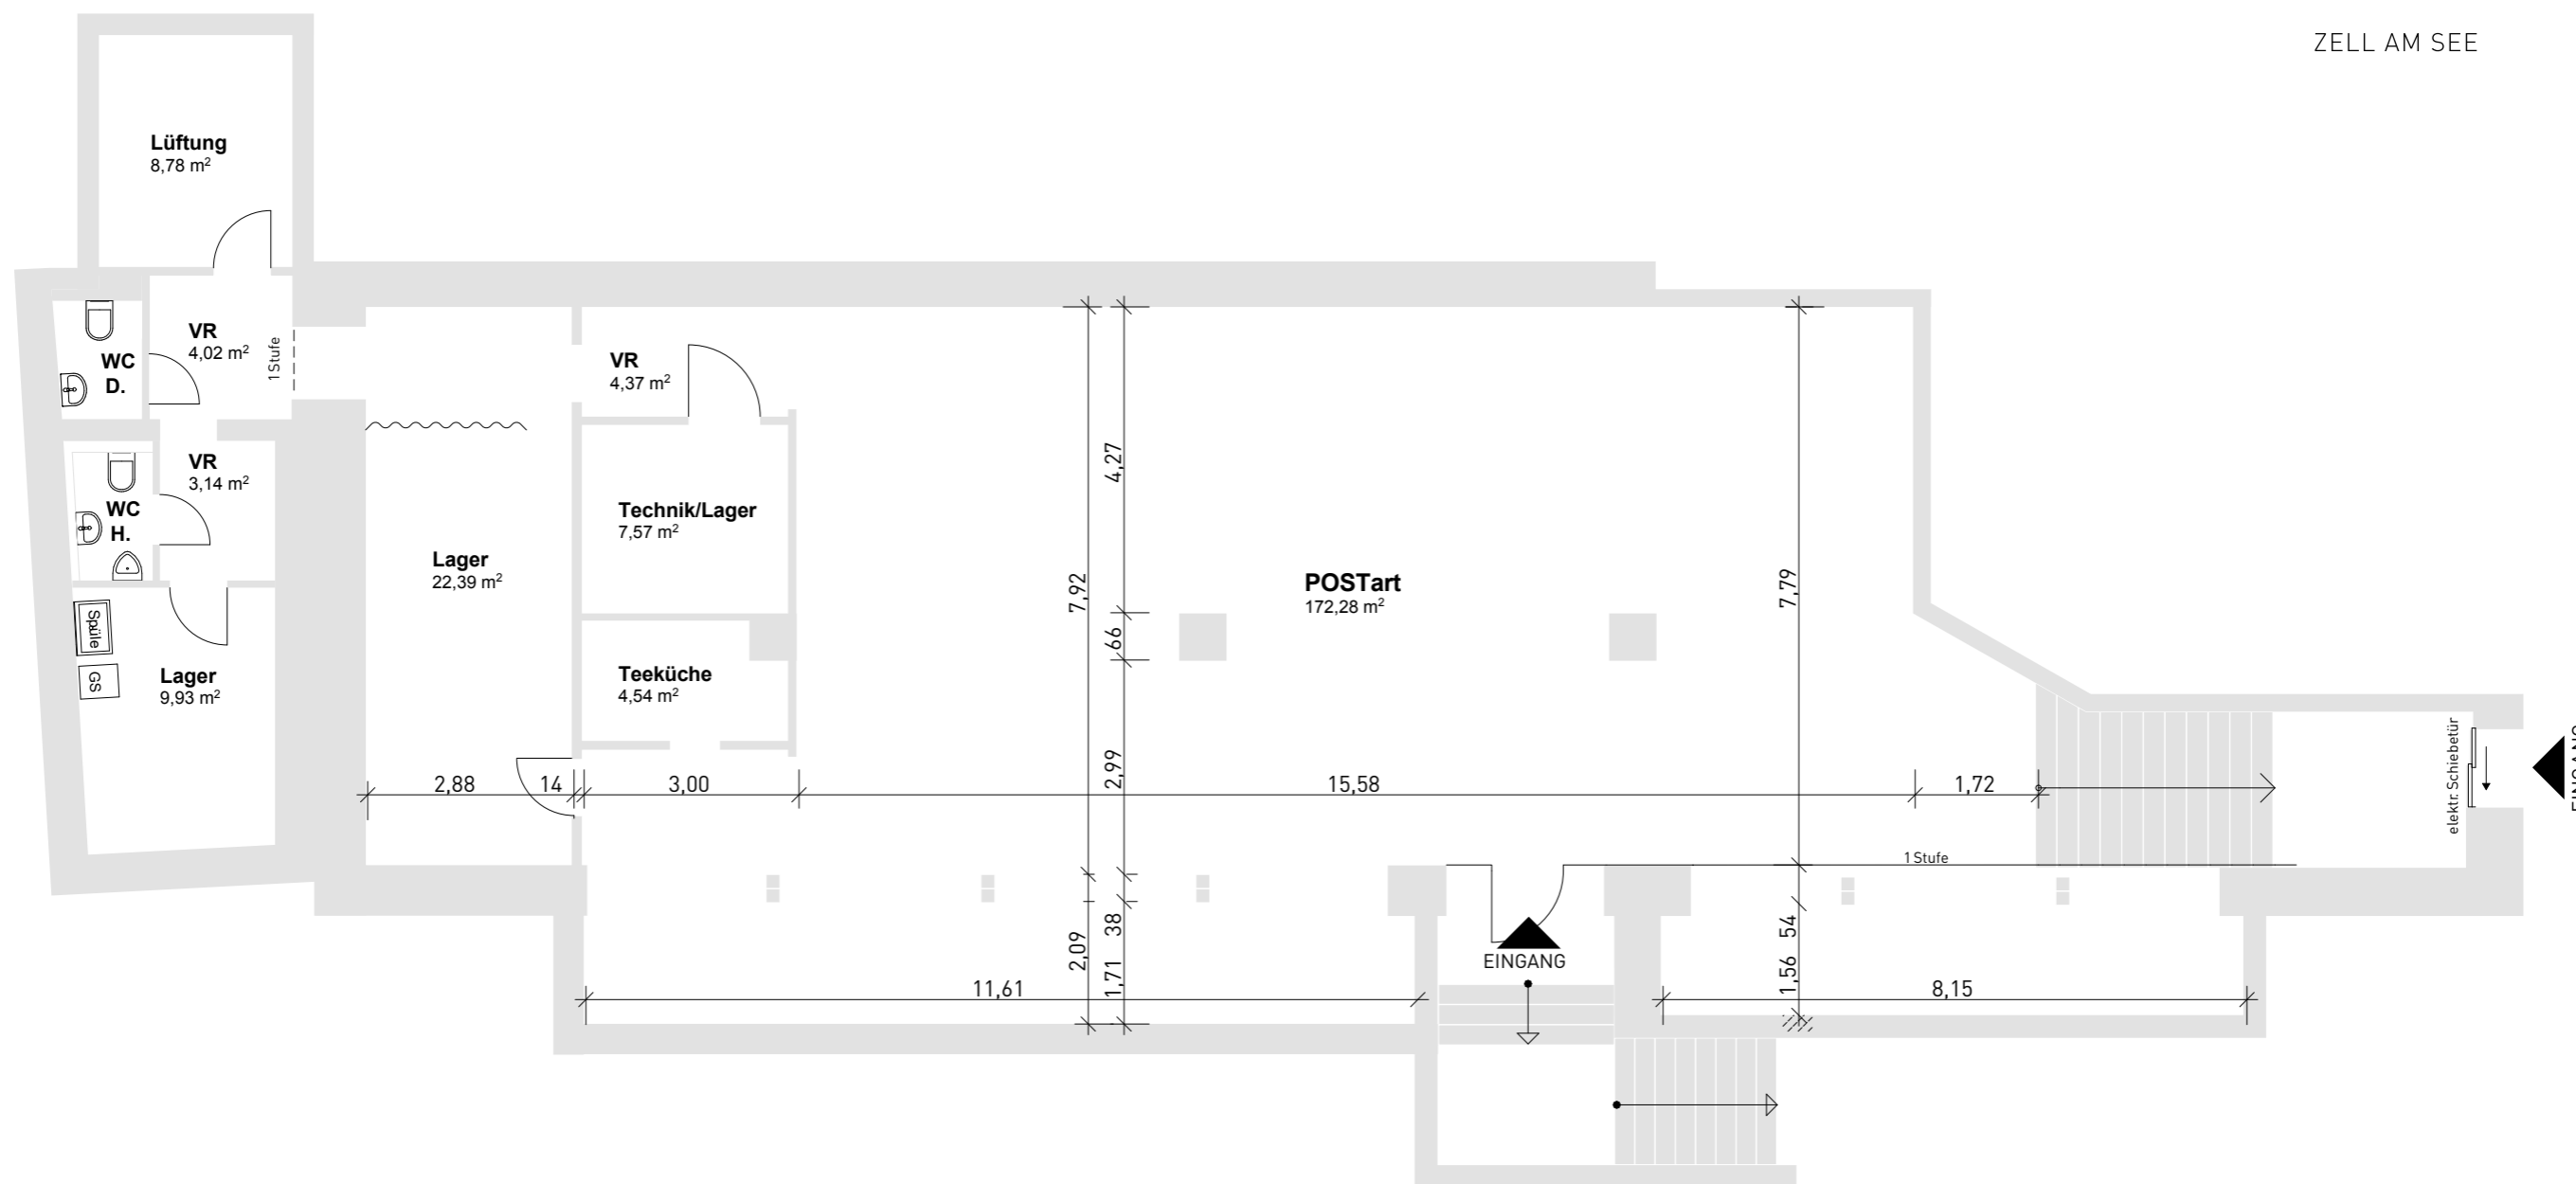 ZELL AM SEE
Lüftung
8,78 m²
VR
4,02 m²
1 Stufe
WC
D.
VR
4,37 m²
VR
3,14 m²
WC
H.
Technik/Lager
7,57 m²
Lager
22,39 m²
POSTart
172,28 m²
Spüle
GS
Lager
9,93 m²
Teeküche
4,54 m²
4,27
7,92
66
2,99
7,79
2,88
14
3,00
15,58
1,72
elektr. Schiebetür
EINGANG
1 Stufe
38
54
2,09
1,71
1,56
EINGANG
11,61
8,15